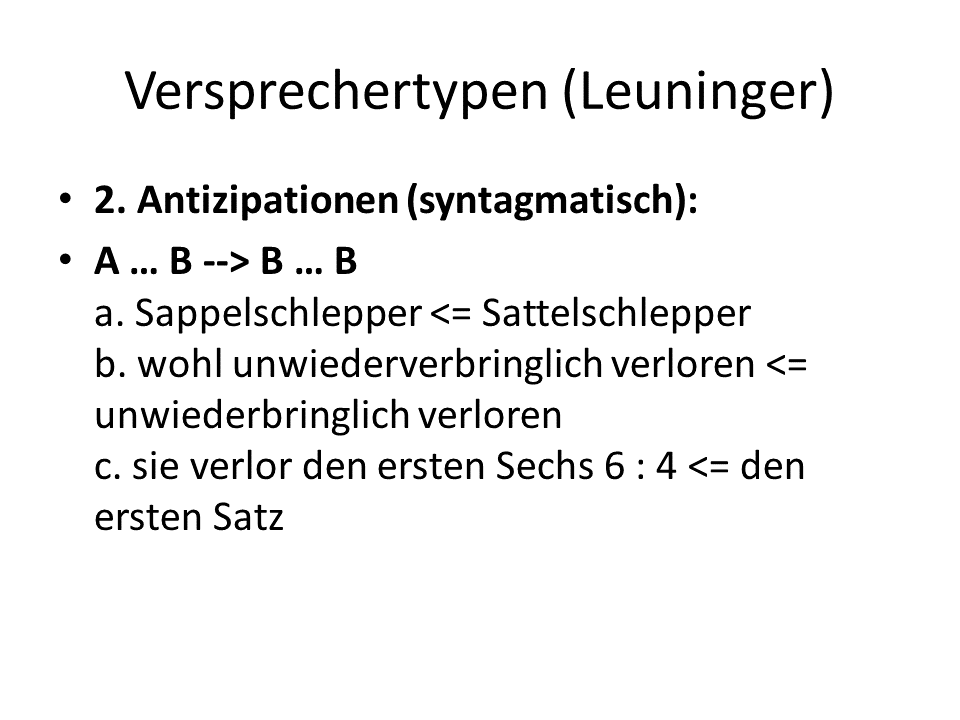 Versprechertypen (Leuninger)
• 2. Antizipationen (syntagmatisch):
• A … B --> B … B
a. Sappelschlepper <= Sattelschlepper
b. wohl unwiederverbringlich verloren <=
unwiederbringlich verloren
c. sie verlor den ersten Sechs 6 : 4 <= den
ersten Satz